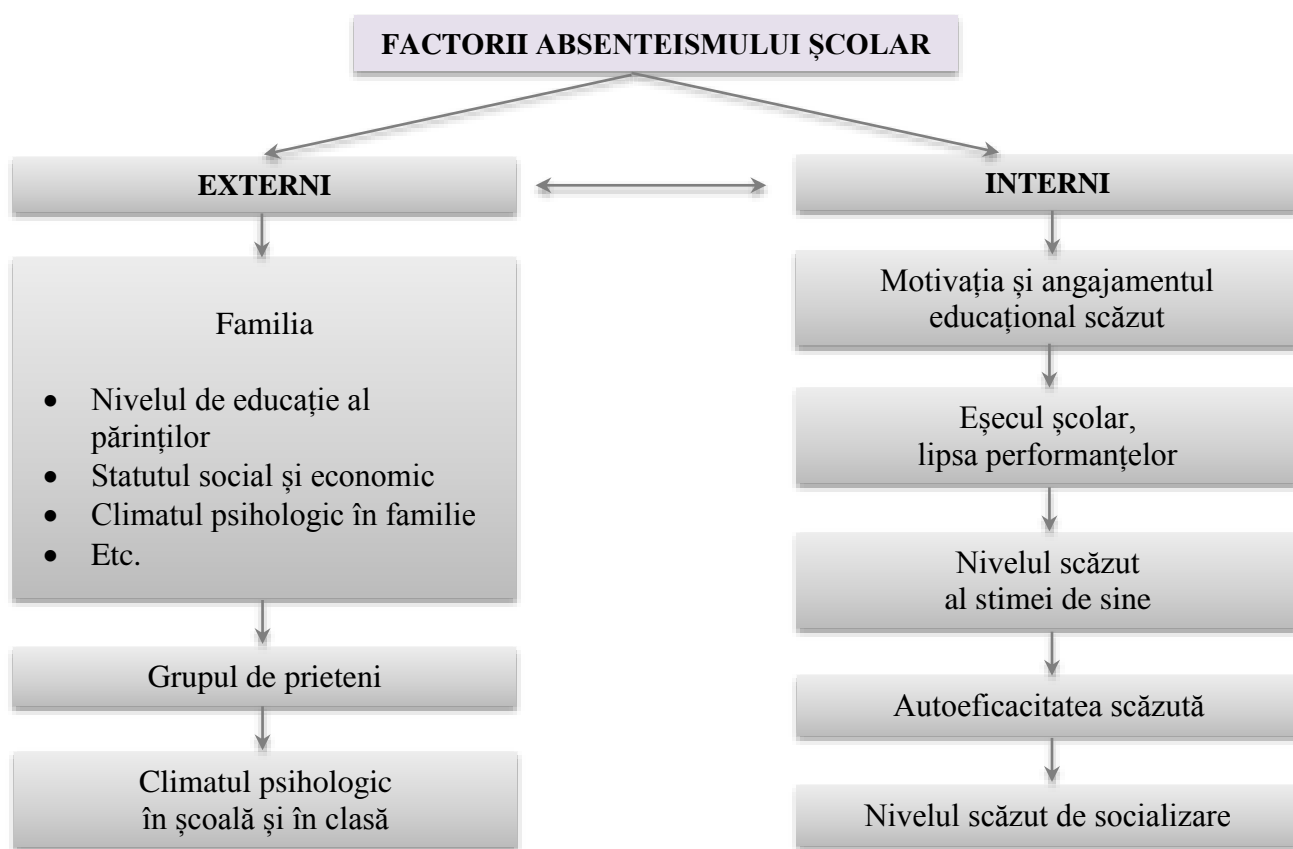 FACTORII ABSENTEISMULUI ȘCOLAR
EXTERNI
Familia
• Nivelul de educație al
părinților
• Statutul social și economic
• Climatul psihologic în familie
• Etc.
Grupul de prieteni
Climatul psihologic
în școală și în clasă
INTERNI
Motivația și angajamentul
educațional scăzut
Eșecul școlar,
lipsa performanțelor
Nivelul scăzut
al stimei de sine
Autoeficacitatea scăzută
Nivelul scăzut de socializare